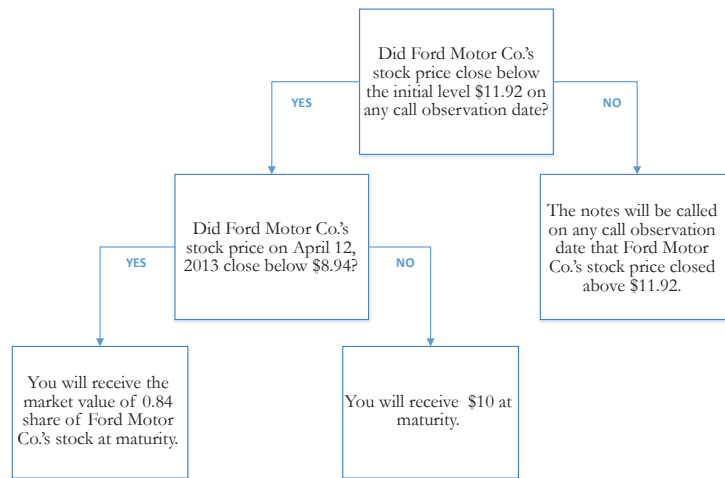 Did Ford Motor Co.'s
stock price close below
the initial level $11.92 on
any call observation date?
YES
NO
Did Ford Motor Co.'s
stock price on April 12,
2013 close below $8.94?
The notes will be called
on any call observation
date that Ford Motor
Co.'s stock price closed
above $11.92.
YES
NO
You will receive the
market value of 0.84
share of Ford Motor
Co.'s stock at maturity.
You will receive $10 at
maturity.